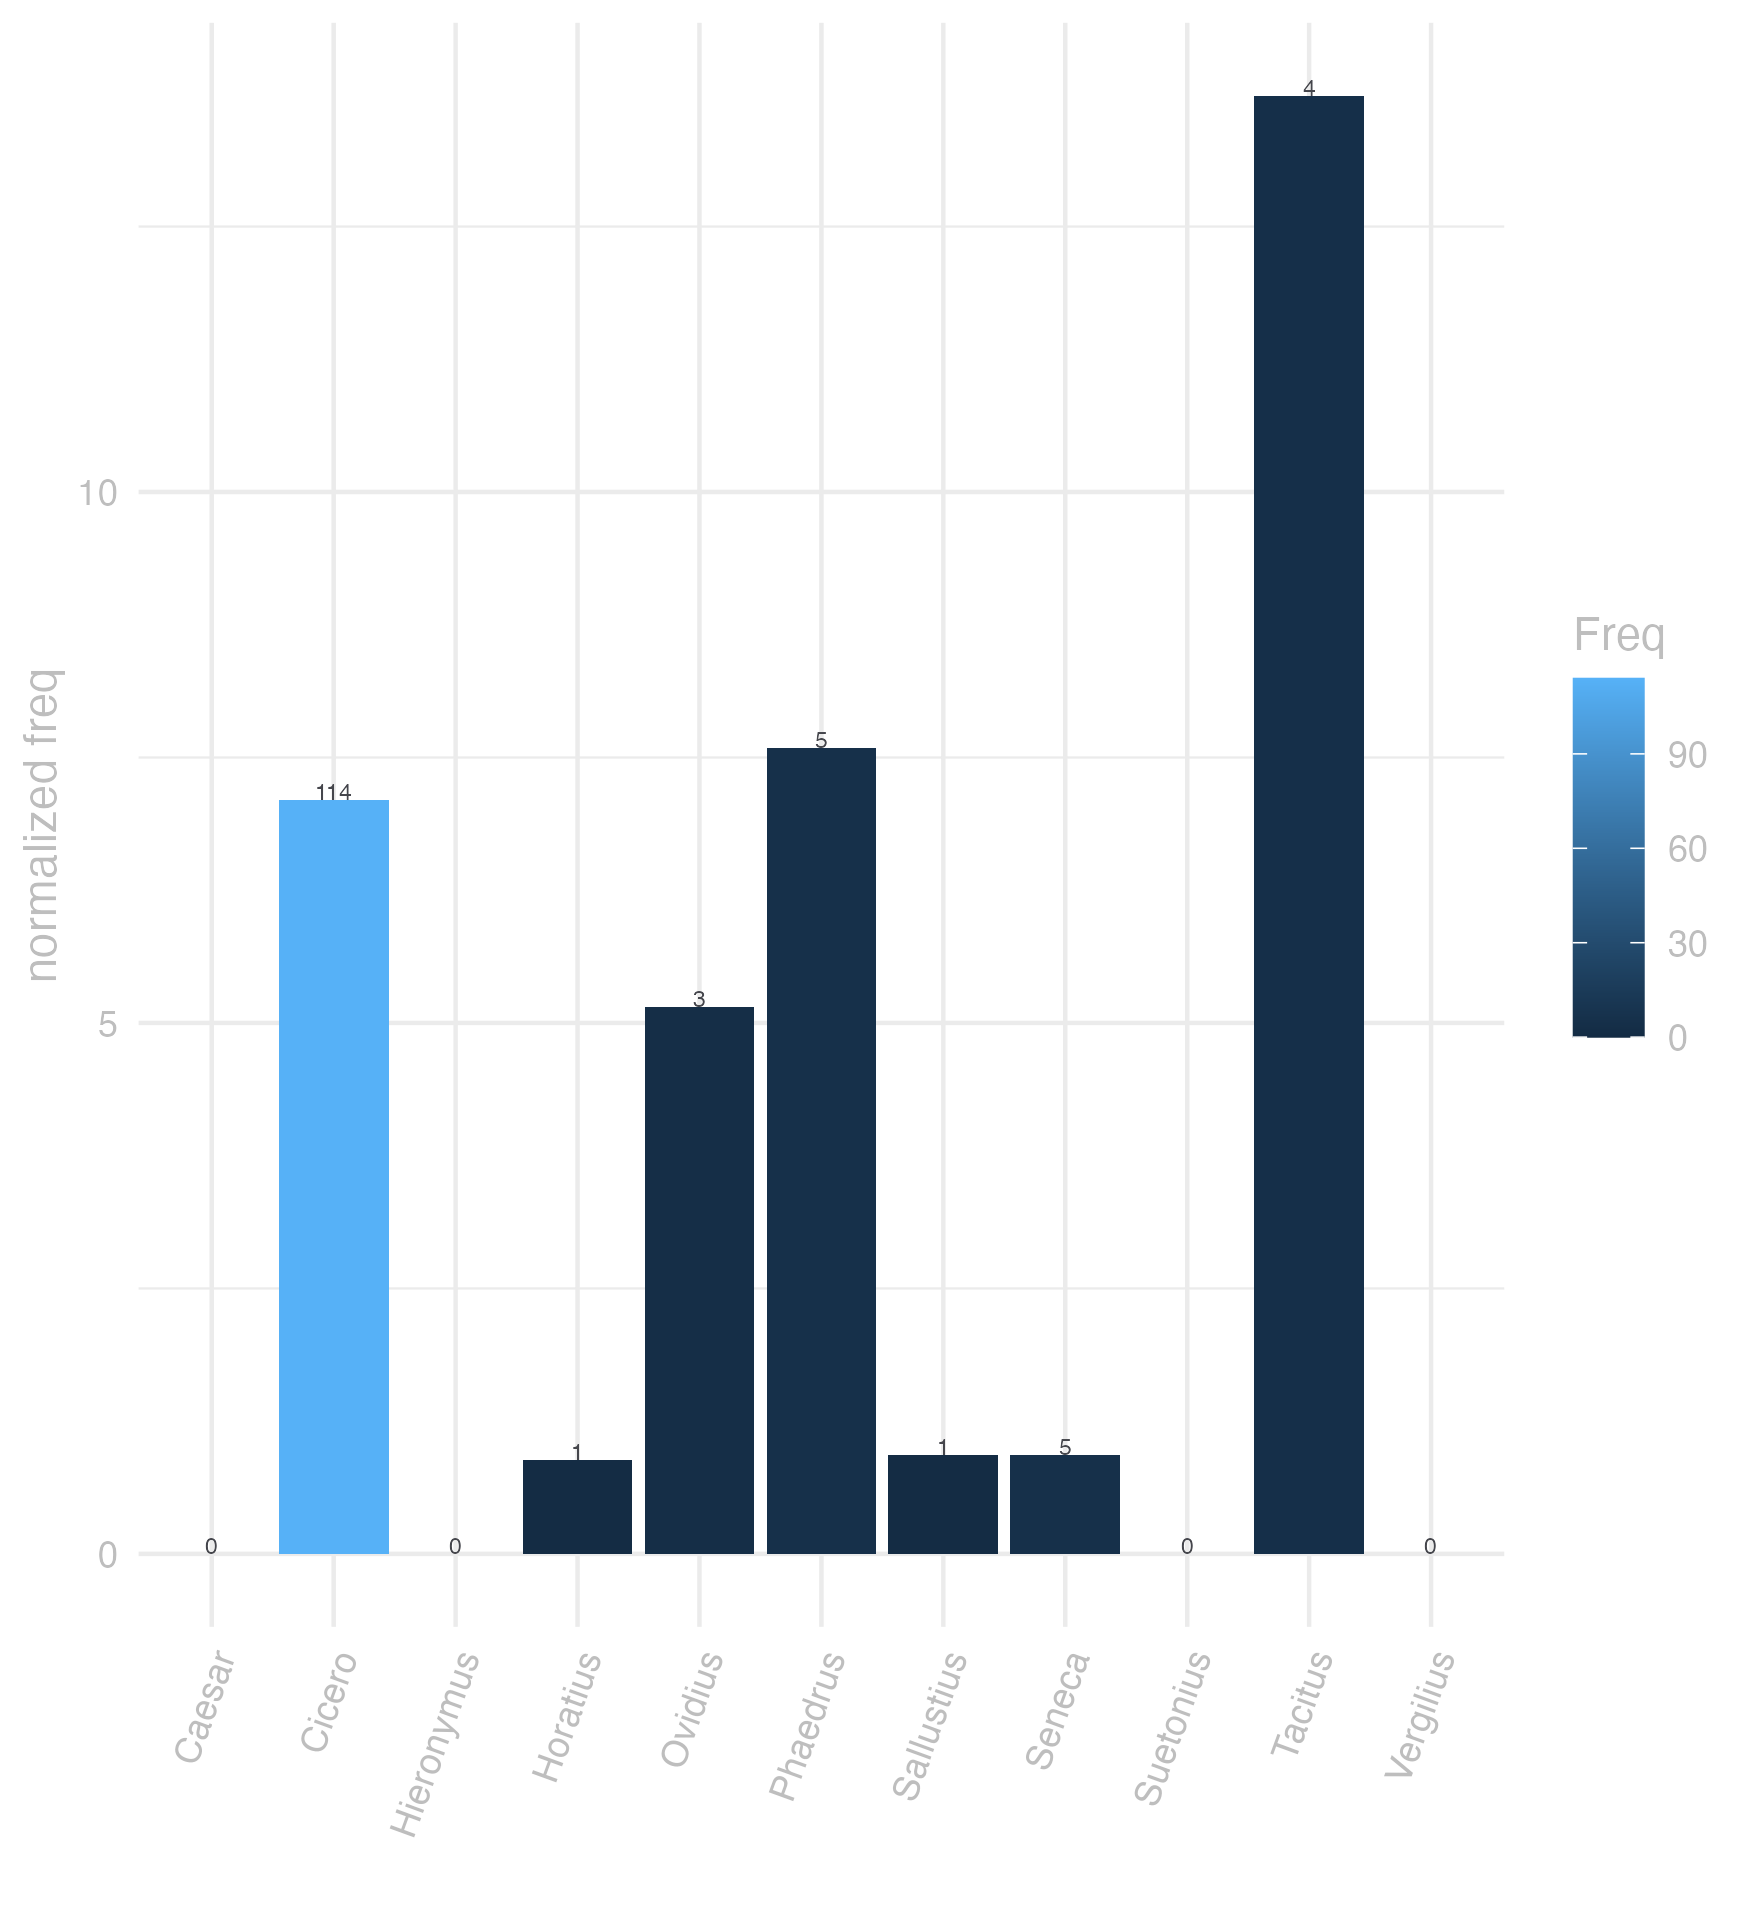 4
10
5
114
3
5
1
1
5
0
0
0
0
0
normalized freq
Freq
90
60
30
0
Caesar
Cicero
Hieronymus
Horatius
Ovidius
Phaedrus
Sallustius
Seneca
Suetonius
Tacitus
Vergilius